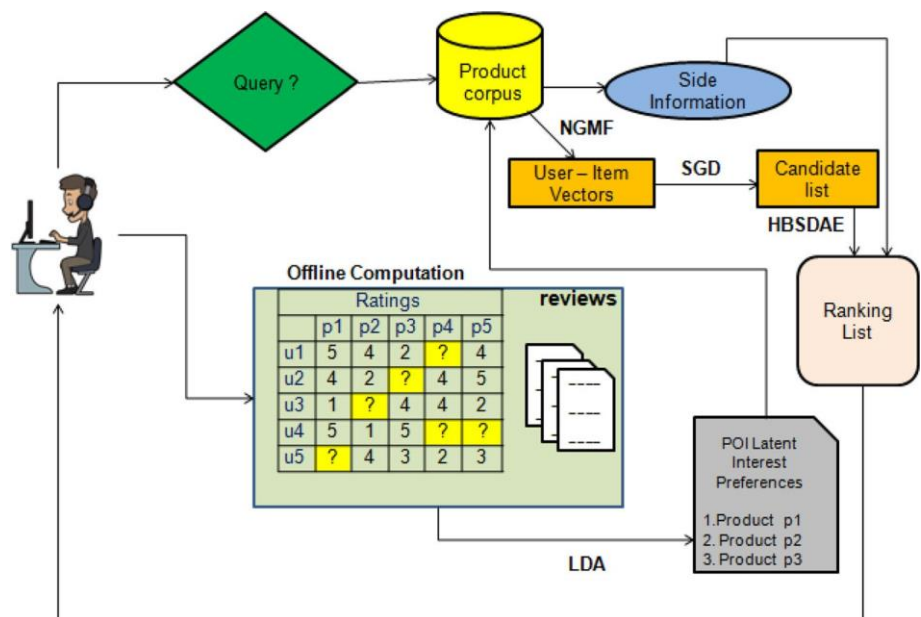 Query ?
Product
corpus
Side
Information
NGMF
User – Item
Vectors
SGD
Candidate
list
HBSDAE
Ranking
List
Offline Computation
Ratings
reviews
p1 p2 p3 p4 p5
u1 5 4 2 ? 4
u2 4 2 ? 4 5
u3 1 ? 4 4 2
u4 5 1 5 ? ?
u5 ? 4 3 2 3
POI Latent
Interest
Preferences
1.Product p1
2. Product p2
3. Product p3
LDA